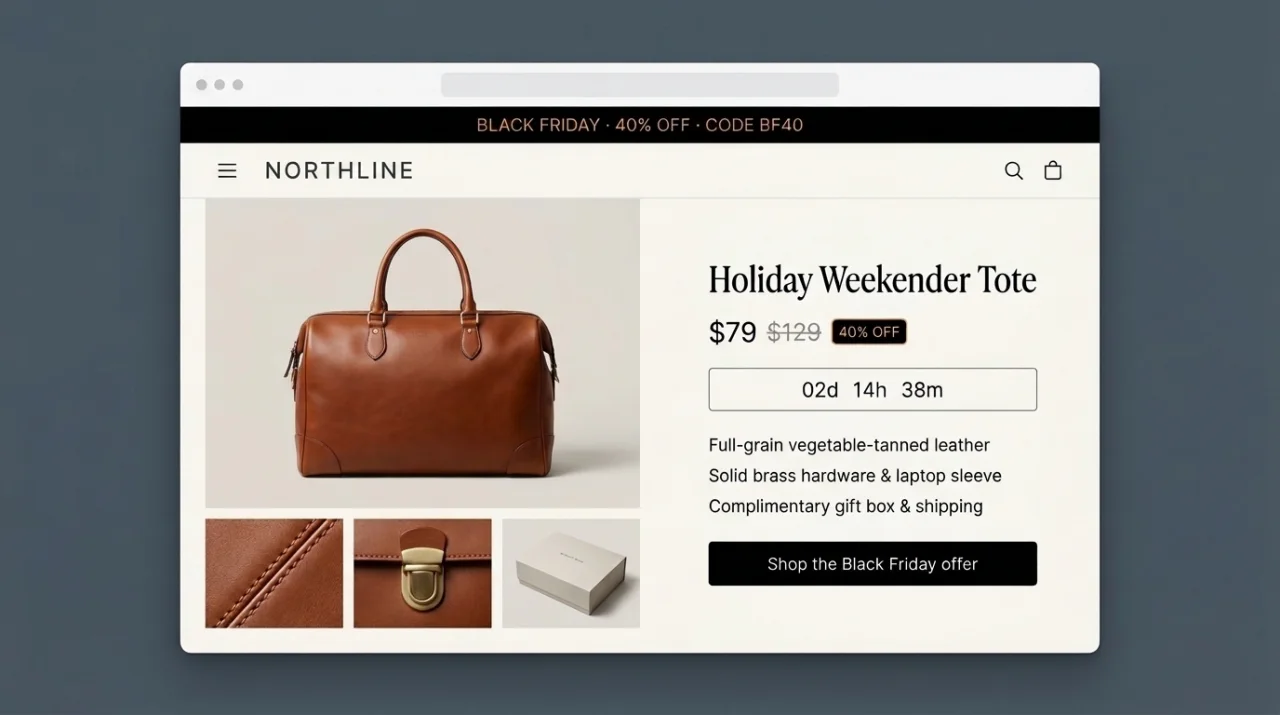 BLACK FRIDAY · 40% OFF · CODE BF40
NORTHLINE
Holiday Weekender Tote
$79 $129 40% OFF
02d 14h 38m
Full-grain vegetable-tanned leather
Solid brass hardware & laptop sleeve
Complimentary gift box & shipping
Shop the Black Friday offer